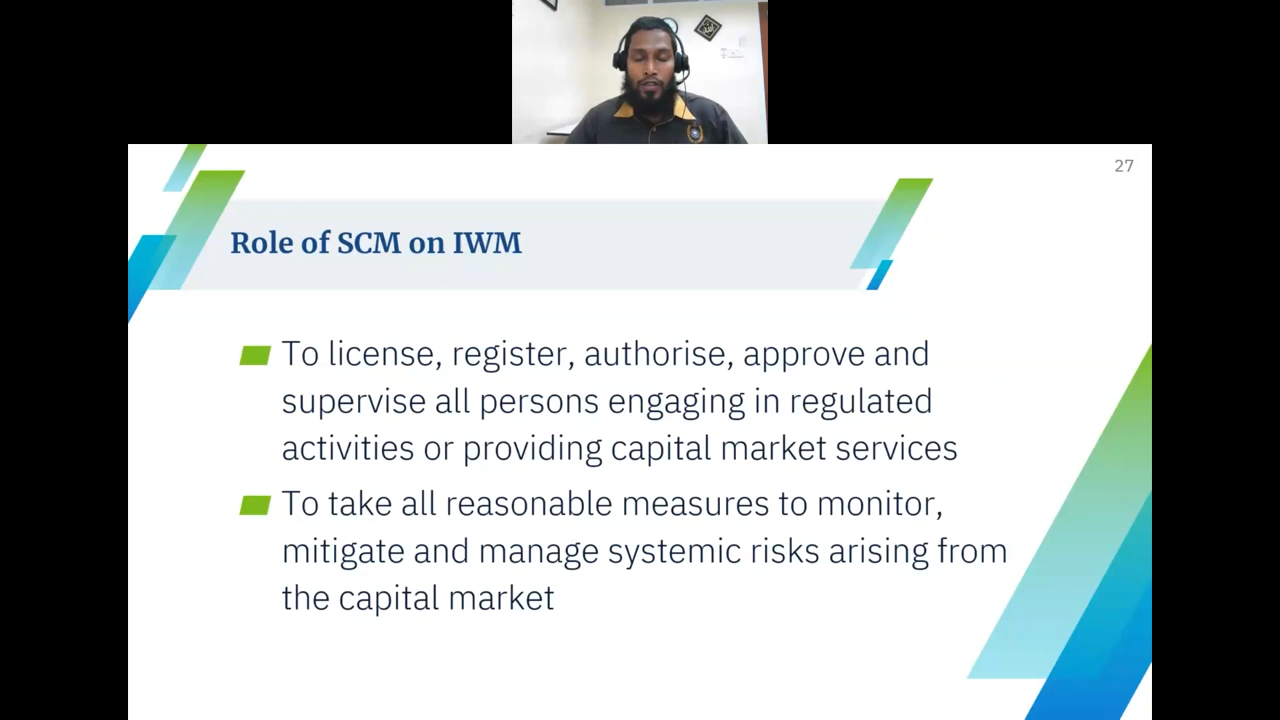 27
Role of SCM on IWM
To license, register, authorise, approve and
supervise all persons engaging in regulated
activities or providing capital market services
To take all reasonable measures to monitor,
mitigate and manage systemic risks arising from
the capital market